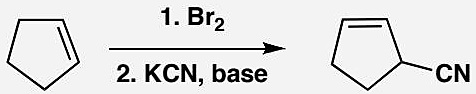 1. Br₂
2. KCN, base
CN